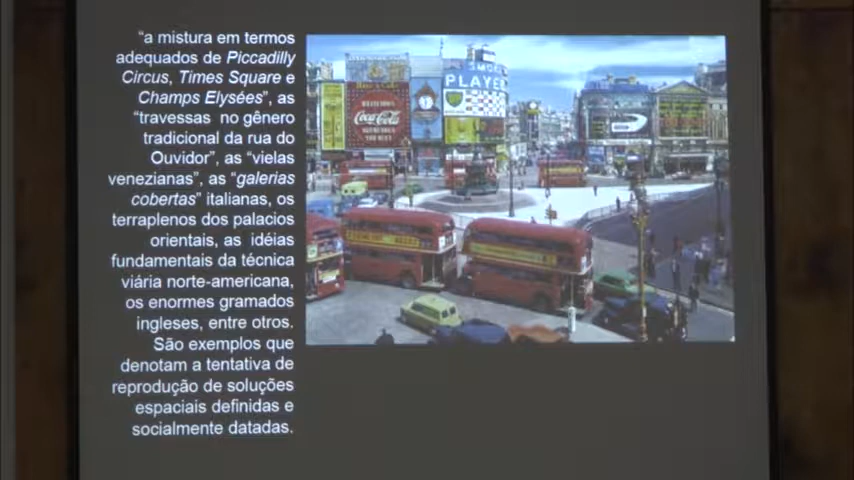 “a mistura em termos
adequados de Piccadilly
Circus, Times Square e
Champs Elysées”, as
“travessas no gênero
tradicional da rua do
Ouvidor”, as “vielas
venezianas”, as “galerias
cobertas” italianas, os
terraplenos dos palacios
orientais, as idéias
fundamentais da técnica
viária norte-americana,
os enormes gramados
ingleses, entre outros.
São exemplos que
denotam a tentativa de
reprodução de soluções
espaciais definidas e
socialmente datadas.
SMOKE
PLAYER
Coca-Cola